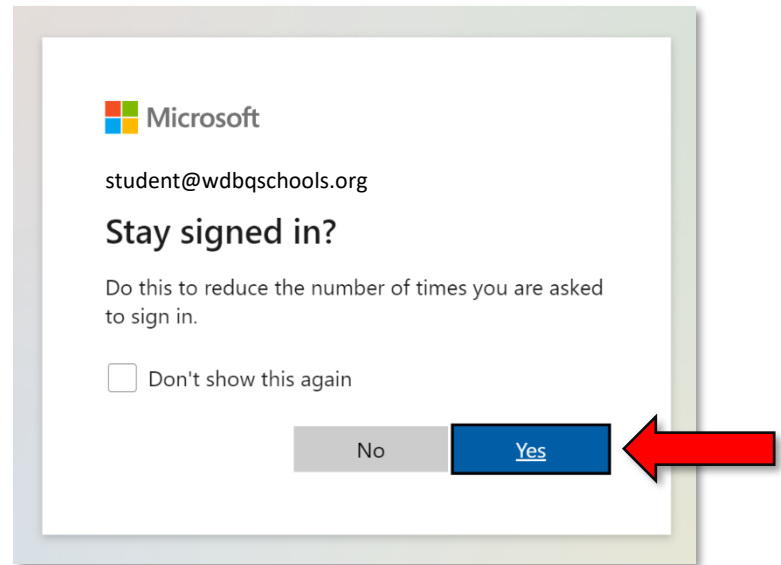 Microsoft
student@wdbqschools.org
Stay signed in?
Do this to reduce the number of times you are asked
to sign in.
Don't show this again
No
Yes